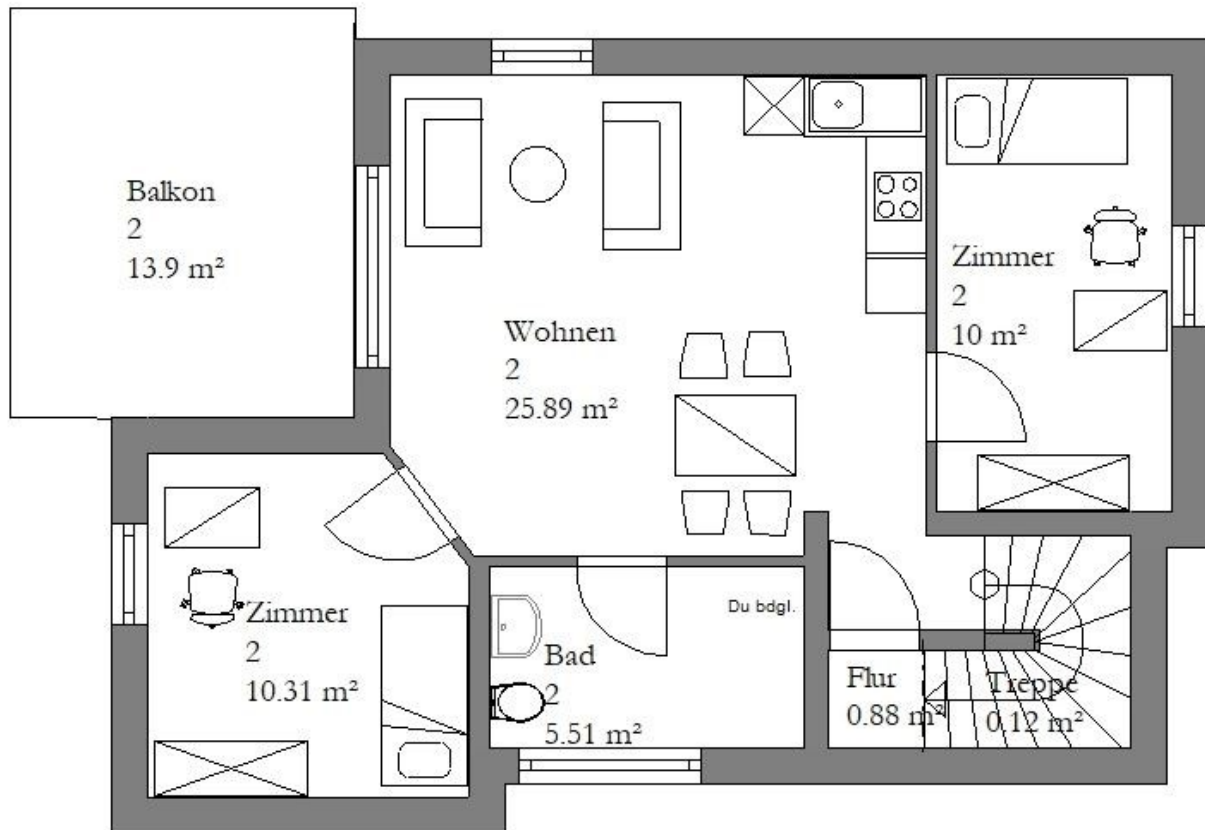 Balkon
2
13.9 m²
Wohnen
2
25.89 m²
Zimmer
2
10 m²
Zimmer
2
10.31 m²
Du bdgl.
Bad
2
5.51 m²
Flur
0.88 m²
Treppe
0.12 m²